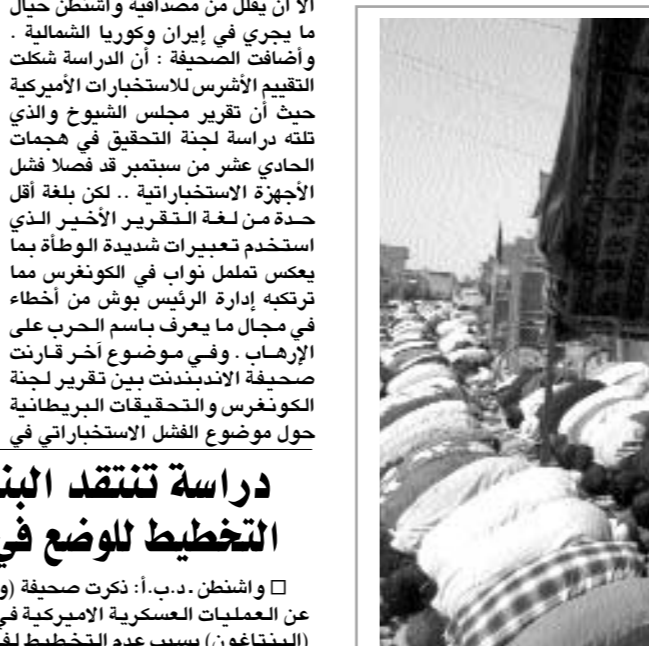 ألا أن يقلل من مصداقية واشنطن حيال
ما يجري في إيران وكوريا الشمالية .
وأضافت الصحيفة : أن الدراسة شكلت
التقييم الأشرس للاستخبارات الأميركية
حيث أن تقرير مجلس الشيوخ والذي
تلته دراسة لجنة التحقيق في هجمات
الحادي عشر من سبتمبر قد فصلا فشل
الأجهزة الاستخباراتية .. لكن بلغة أقل
حدة من لغة التقرير الأخير الذي
استخدم تعبيرات شديدة الوطأة بما
يعكس تململ نواب في الكونغرس مما
ترتكبه إدارة الرئيس بوش من أخطاء
في مجال ما يعرف باسم الحرب على
الإرهاب . وفي موضوع آخر قارنت
صحيفة الاندبندنت بين تقرير لجنة
الكونغرس والتحقيقات البريطانية
حول موضوع الفشل الاستخباراتي في
دراسة تنتقد
التخطيط للوضع في
□ واشنطن . د.ب.أ: ذكرت صحيفة
عن العمليات العسكرية الاميركية في
(البنتاغون) بسبب عدم التخطيط